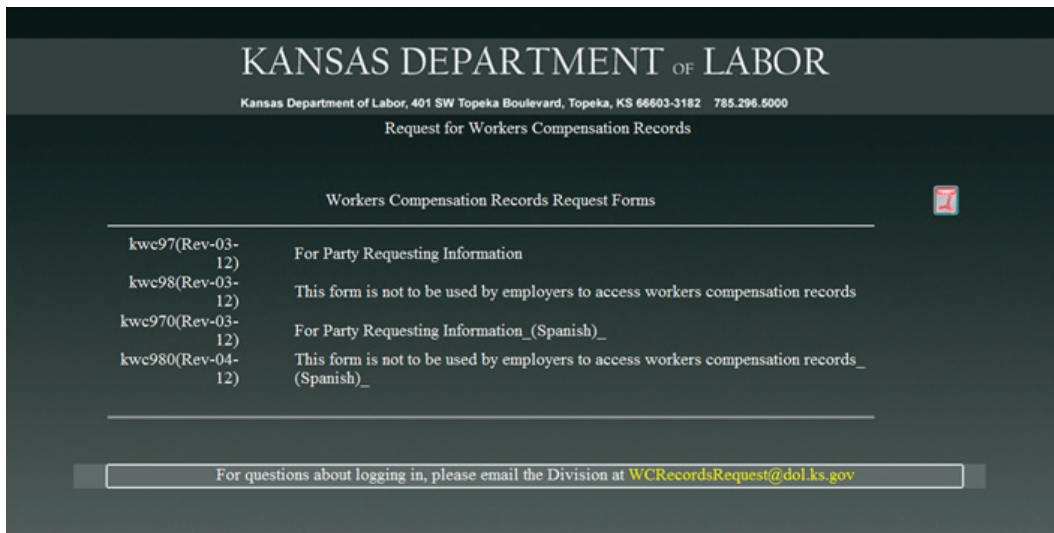 KANSAS DEPARTMENT OF LABOR
Kansas Department of Labor, 401 SW Topeka Boulevard, Topeka, KS 66603-3182 785.296.5000
Request for Workers Compensation Records
Workers Compensation Records Request Forms
kwc97(Rev-03-12) For Party Requesting Information
kwc98(Rev-03-12) This form is not to be used by employers to access workers compensation records
kwc970(Rev-03-12) For Party Requesting Information_(Spanish)_
kwc980(Rev-04-12) This form is not to be used by employers to access workers compensation records_
(Spanish)_
For questions about logging in, please email the Division at WCRecordsRequest@dol.ks.gov